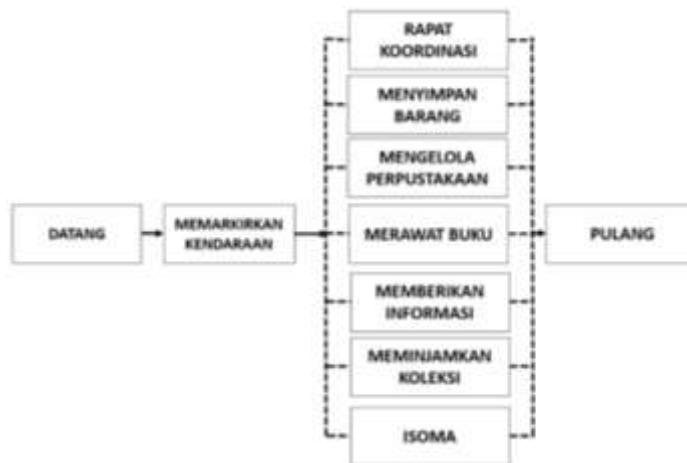 DATANG
MEMARKIRKAN
KENDARAAN
RAPAT
KOORDINASI
MENYIMPAN
BARANG
MENGELOLA
PERPUSTAKAAN
MERAWAT BUKU
MEMBERIKAN
INFORMASI
MEMINJAMKAN
KOLEKSI
ISOMA
PULANG